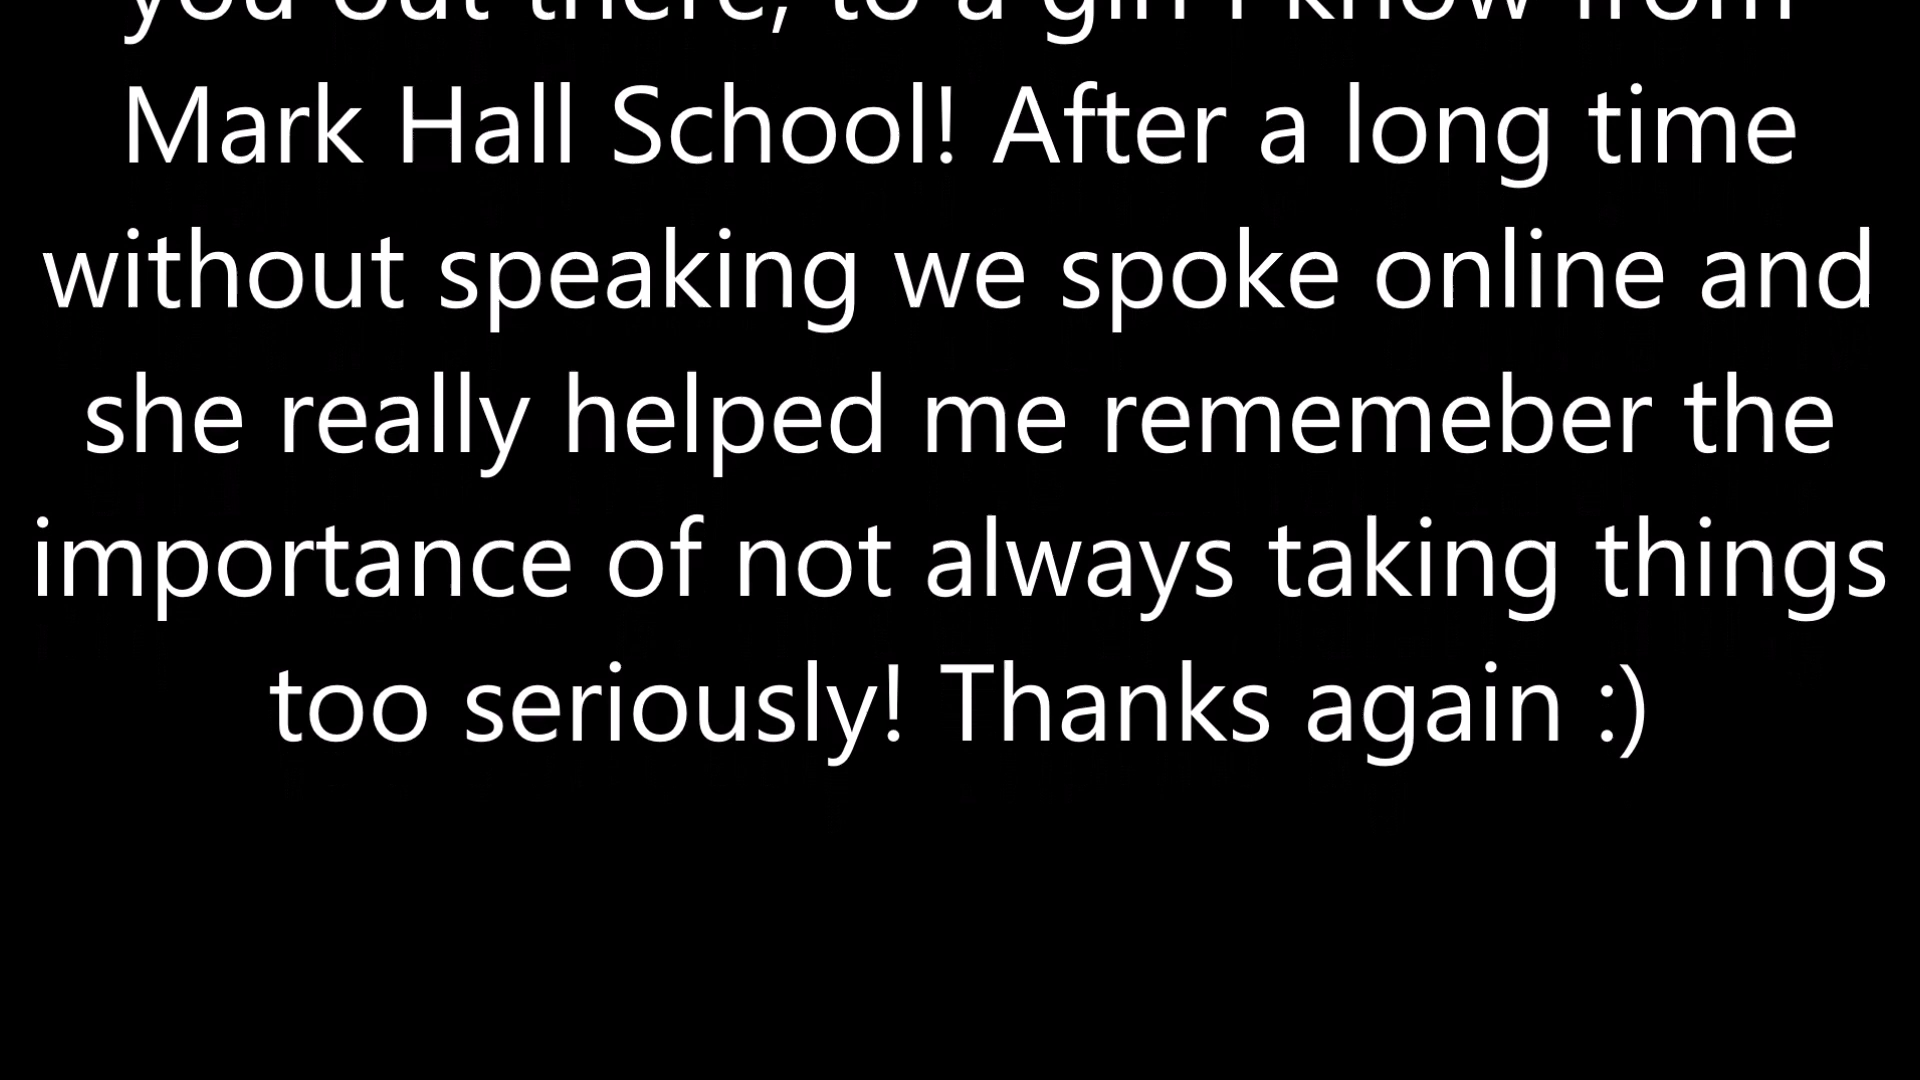 you out there, to a girl I know from
Mark Hall School! After a long time
without speaking we spoke online and
she really helped me rememeber the
importance of not always taking things
too seriously! Thanks again :)